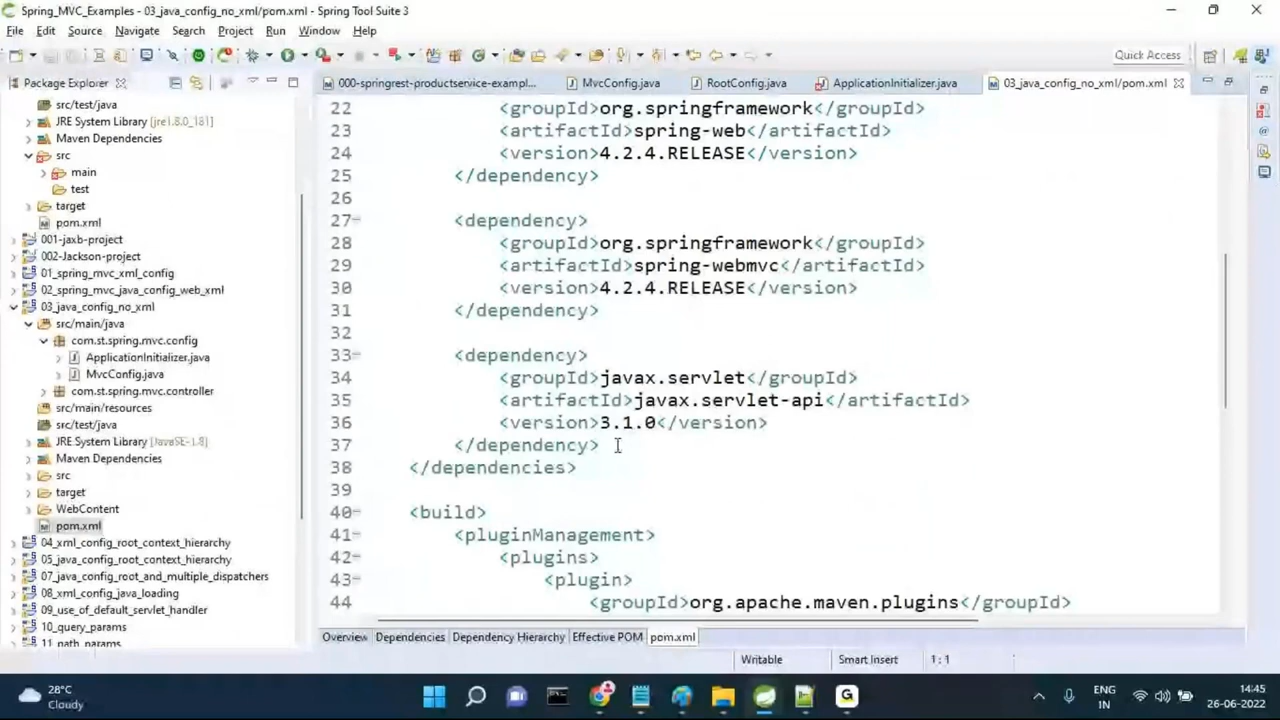 Spring_MVC_Examples - 03_java_config_no_xml/pom.xml - Spring Tool Suite 3
File Edit Source Navigate Search Project Run Window Help
Quick Access
Package Explorer
000-springrest-productservice-exampl... MvcConfig.java RootConfig.java ApplicationInitializer.java 03_java_config_no_xml/pom.xml
src/test/java
JRE System Library [jre1.8.0_181]
Maven Dependencies
src
main
test
target
pom.xml
001-jaxb-project
002-Jackson-project
01_spring_mvc_xml_config
02_spring_mvc_java_config_web_xml
03_java_config_no_xml
src/main/java
com.st.spring.mvc.config
ApplicationInitializer.java
MvcConfig.java
com.st.spring.mvc.controller
src/main/resources
src/test/java
JRE System Library [JavaSE-1.8]
Maven Dependencies
src
target
WebContent
pom.xml
04_xml_config_root_context_hierarchy
05_java_config_root_context_hierarchy
07_java_config_root_and_multiple_dispatchers
08_xml_config_java_loading
09_use_of_default_servlet_handler
10_query_params
11_path_params
22 <groupId>org.springframework</groupId>
23 <artifactId>spring-web</artifactId>
24 <version>4.2.4.RELEASE</version>
25 </dependency>
26
27 <dependency>
28 <groupId>org.springframework</groupId>
29 <artifactId>spring-webmvc</artifactId>
30 <version>4.2.4.RELEASE</version>
31 </dependency>
32
33 <dependency>
34 <groupId>javax.servlet</groupId>
35 <artifactId>javax.servlet-api</artifactId>
36 <version>3.1.0</version>
37 </dependency>
38 </dependencies>
39
40 <build>
41 <pluginManagement>
42 <plugins>
43 <plugin>
44 <groupId>org.apache.maven.plugins</groupId>
Overview Dependencies Dependency Hierarchy Effective POM pom.xml
Writable Smart Insert 1 : 1
28°C
Cloudy
G
ENG
IN
14:45
26-06-2022